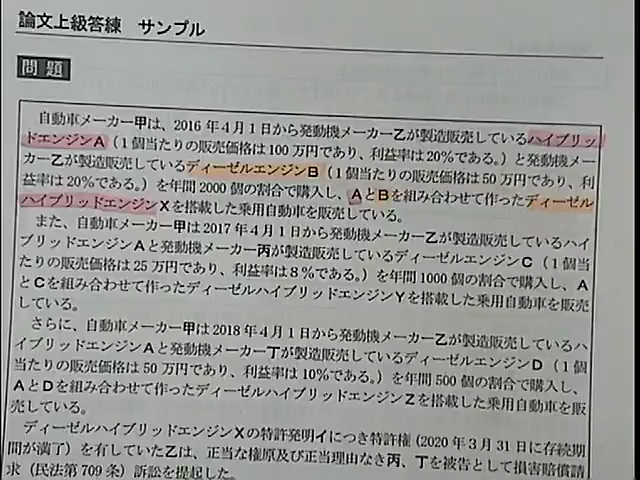 論文上級答練　サンプル
問題
自動車メーカー甲は、2016年4月1日から発動機メーカー乙が製造販売しているハイブリッ
ドエンジンA（1個当たりの販売価格は100万円であり、利益率は20%である。）と発動機メー
カー乙が製造販売しているディーゼルエンジンB（1個当たりの販売価格は50万円であり、利
益率は20%である。）を年間2000個の割合で購入し、AとBを組み合わせて作ったディーゼル
ハイブリッドエンジンXを搭載した乗用自動車を販売している。
また、自動車メーカー甲は2017年4月1日から発動機メーカー乙が製造販売しているハイ
ブリッドエンジンAと発動機メーカー丙が製造販売しているディーゼルエンジンC（1個当
たりの販売価格は25万円であり、利益率は8%である。）を年間1000個の割合で購入し、A
とCを組み合わせて作ったディーゼルハイブリッドエンジンYを搭載した乗用自動車を販売
している。
さらに、自動車メーカー甲は2018年4月1日から発動機メーカー乙が製造販売しているハ
イブリッドエンジンAと発動機メーカー丁が製造販売しているディーゼルエンジンD（1個
当たりの販売価格は50万円であり、利益率は10%である。）を年間500個の割合で購入し、
AとDを組み合わせて作ったディーゼルハイブリッドエンジンZを搭載した乗用自動車を販
売している。
ディーゼルハイブリッドエンジンXの特許発明イにつき特許権（2020年3月31日に存続期
間が満了）を有していた乙は、正当な権原及び正当理由なき丙、丁を被告として損害賠償請
求（民法第709条）訴訟を提起した